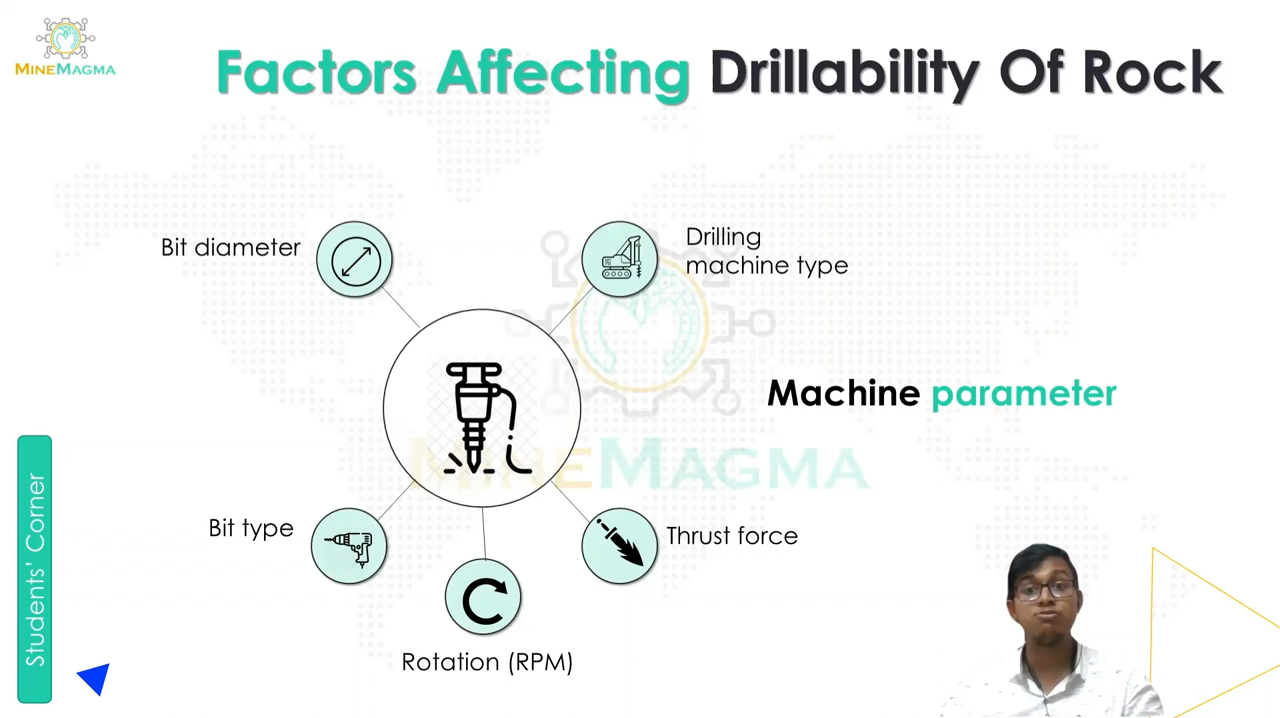 MineMagma
Factors Affecting Drillability Of Rock
Bit diameter
Drilling
machine type
Machine parameter
MineMagma
Bit type
Thrust force
Rotation (RPM)
Students' Corner